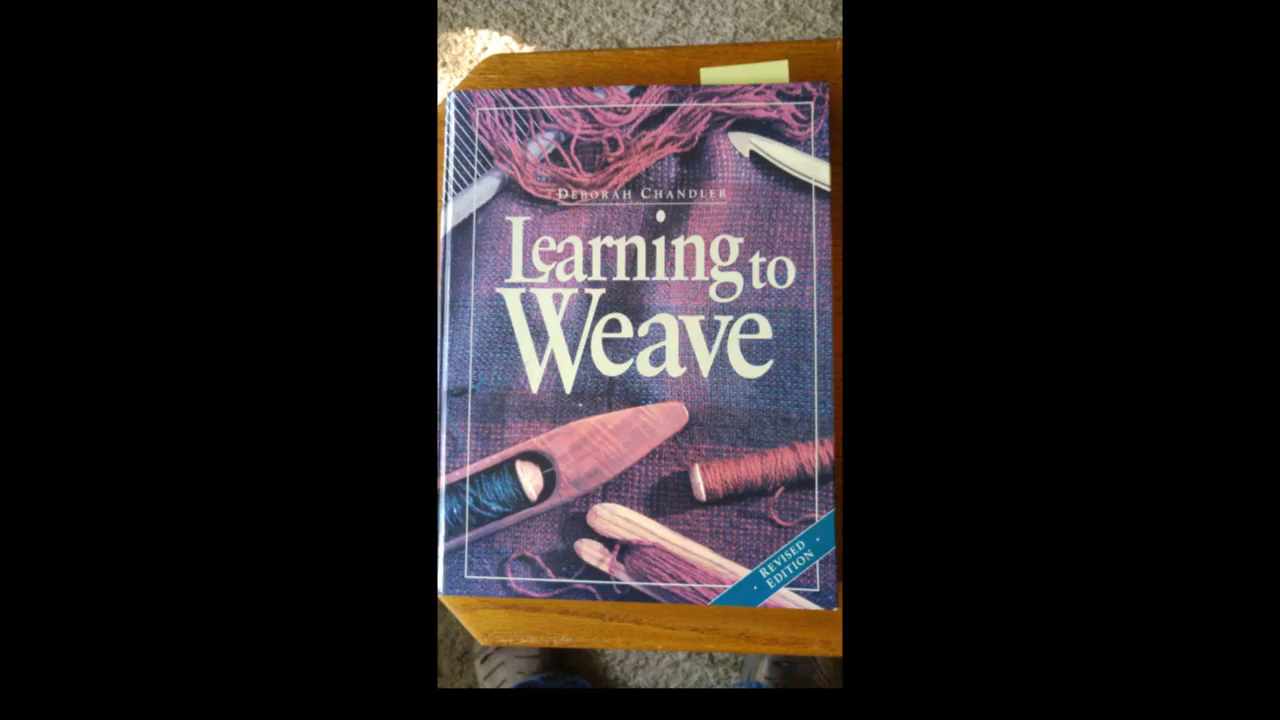 DEBORAH CHANDLER
Learning to
Weave
REVISED
EDITION